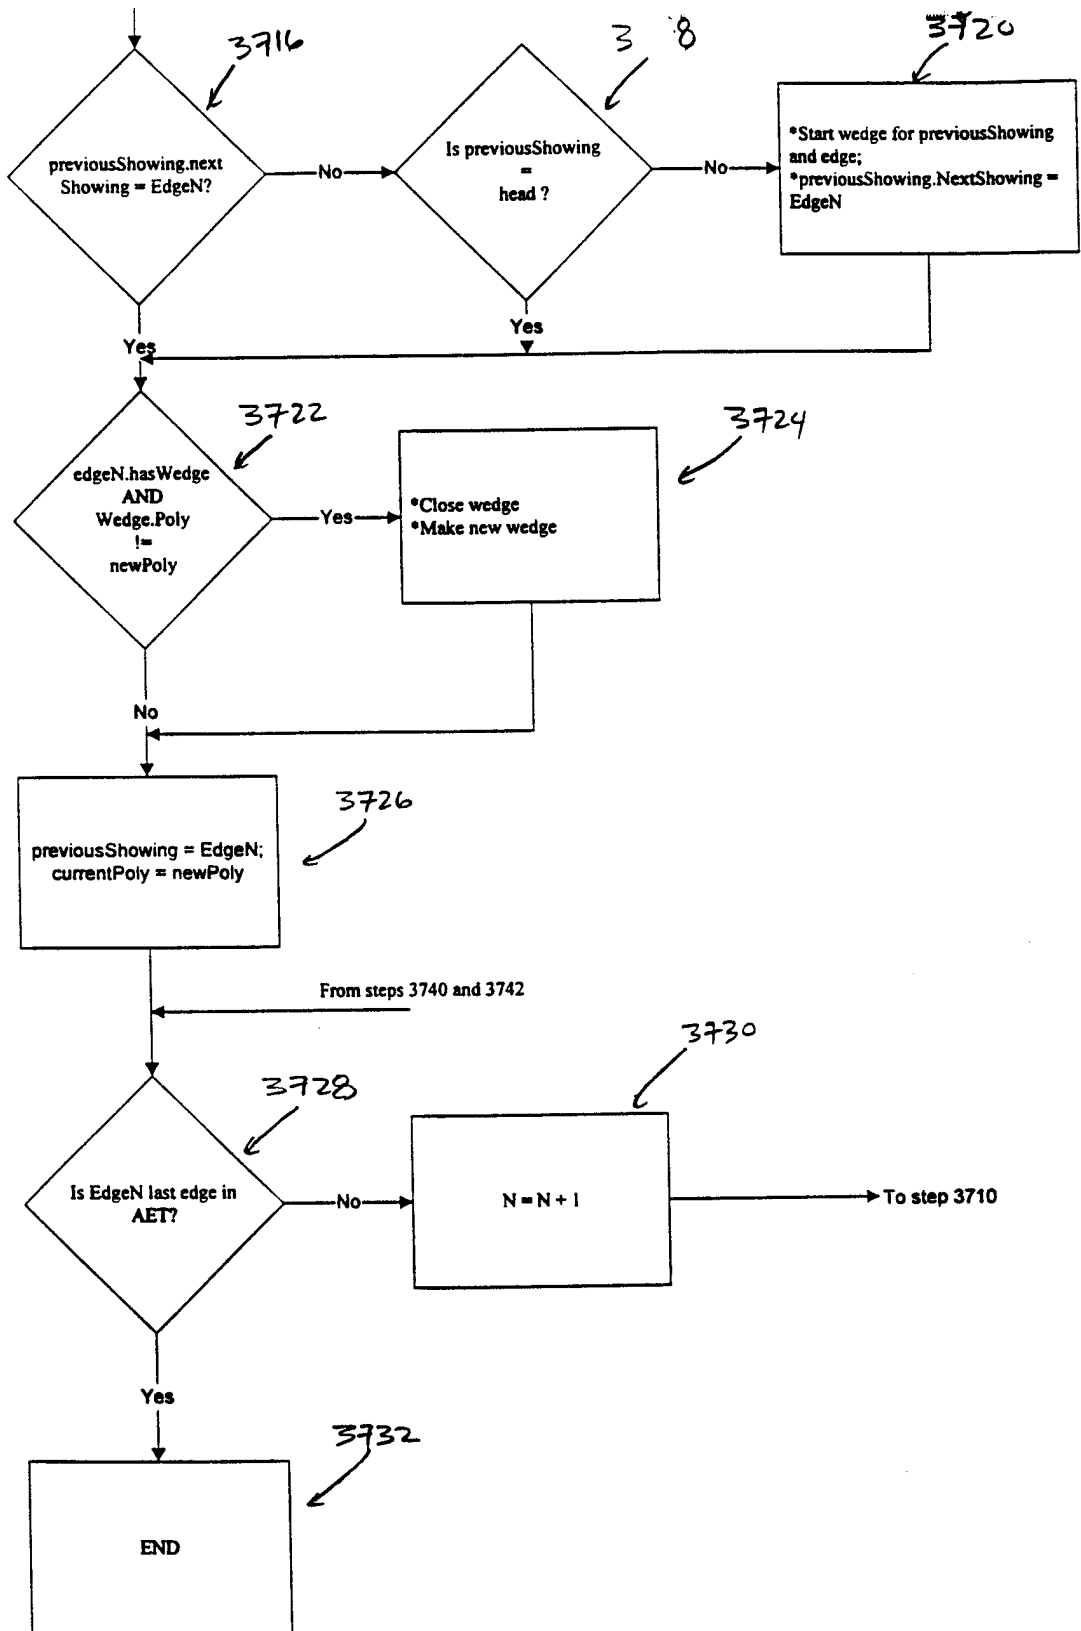 3716
previousShowing.next
Showing = EdgeN?
No
3 8
Is previousShowing
=
head ?
No
3720
*Start wedge for previousShowing
and edge;
*previousShowing.NextShowing =
EdgeN
Yes
Yes
3722
edgeN.hasWedge
AND
Wedge.Poly
!=
newPoly
Yes
3724
*Close wedge
*Make new wedge
No
3726
previousShowing = EdgeN;
currentPoly = newPoly
From steps 3740 and 3742
3728
Is EdgeN last edge in
AET?
No
3730
N = N + 1
To step 3710
Yes
3732
END